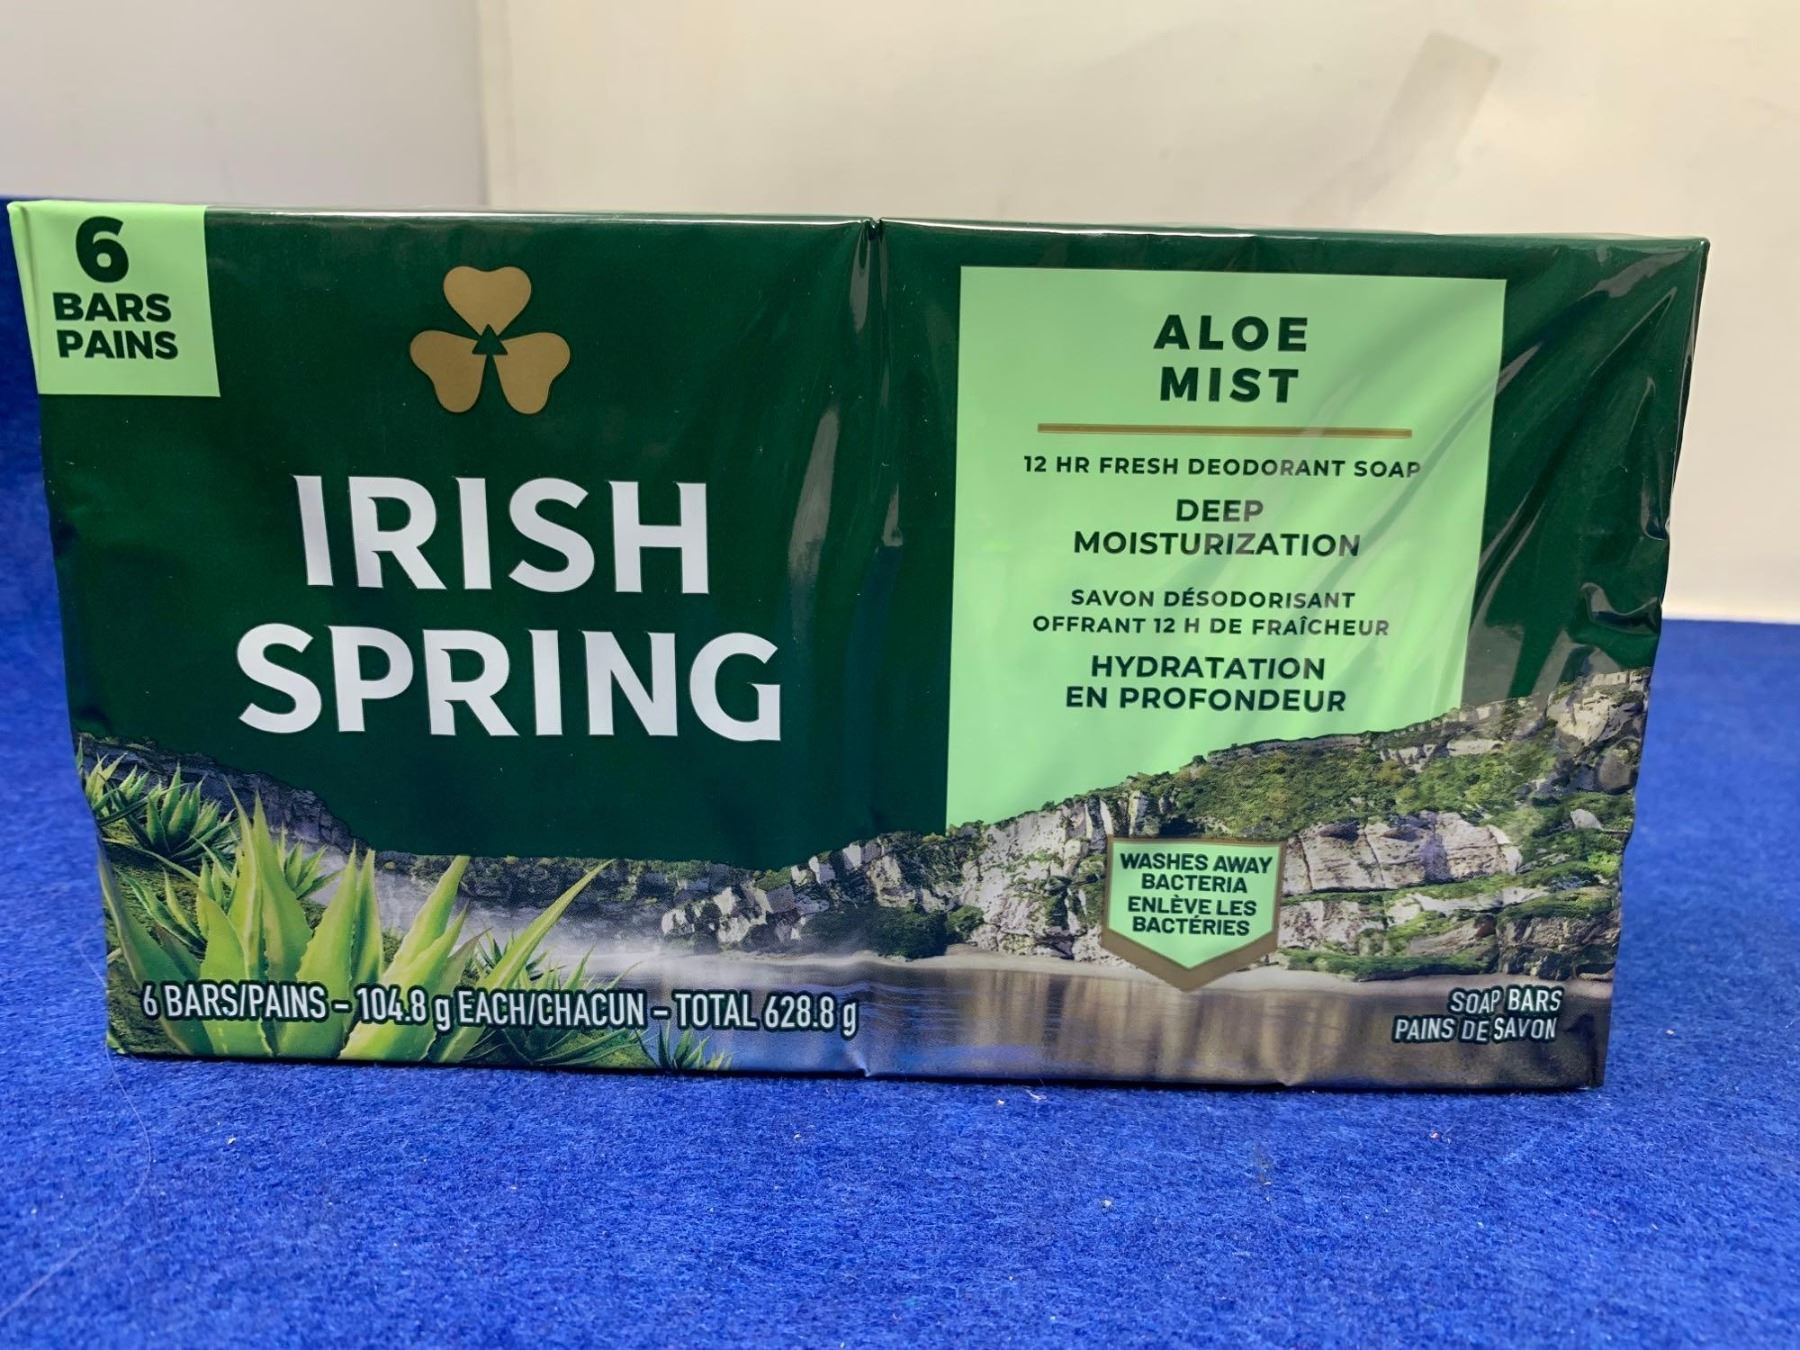 6
BARS
PAINS
IRISH
SPRING
ALOE
MIST
12 HR FRESH DEODORANT SOAP
DEEP
MOISTURIZATION
SAVON DÉSODORISANT
OFFRANT 12 H DE FRAÎCHEUR
HYDRATATION
EN PROFONDEUR
WASHES AWAY
BACTERIA
ENLÈVE LES
BACTÉRIES
6 BARS/PAINS – 104.8 g EACH/CHACUN – TOTAL 628.8 g
SOAP BARS
PAINS DE SAVON